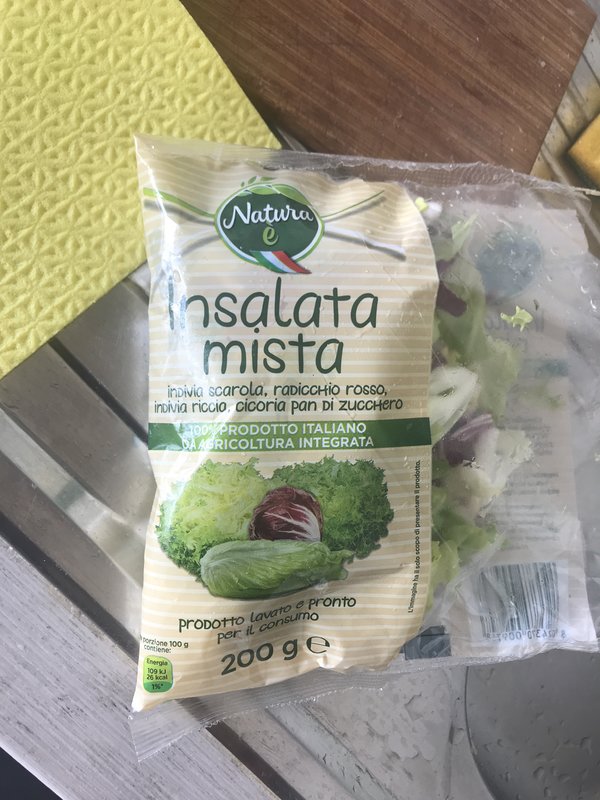 Natura
è
Insalata
mista
indivia scarola, radicchio rosso,
indivia riccia, cicoria pan di zucchero
100% PRODOTTO ITALIANO
DA AGRICOLTURA INTEGRATA
L'immagine ha il solo scopo di presentare il prodotto.
prodotto lavato e pronto
per il consumo
200 g e
porzione 100 g
contiene:
Energia
109 kJ
26 kcal
1%*